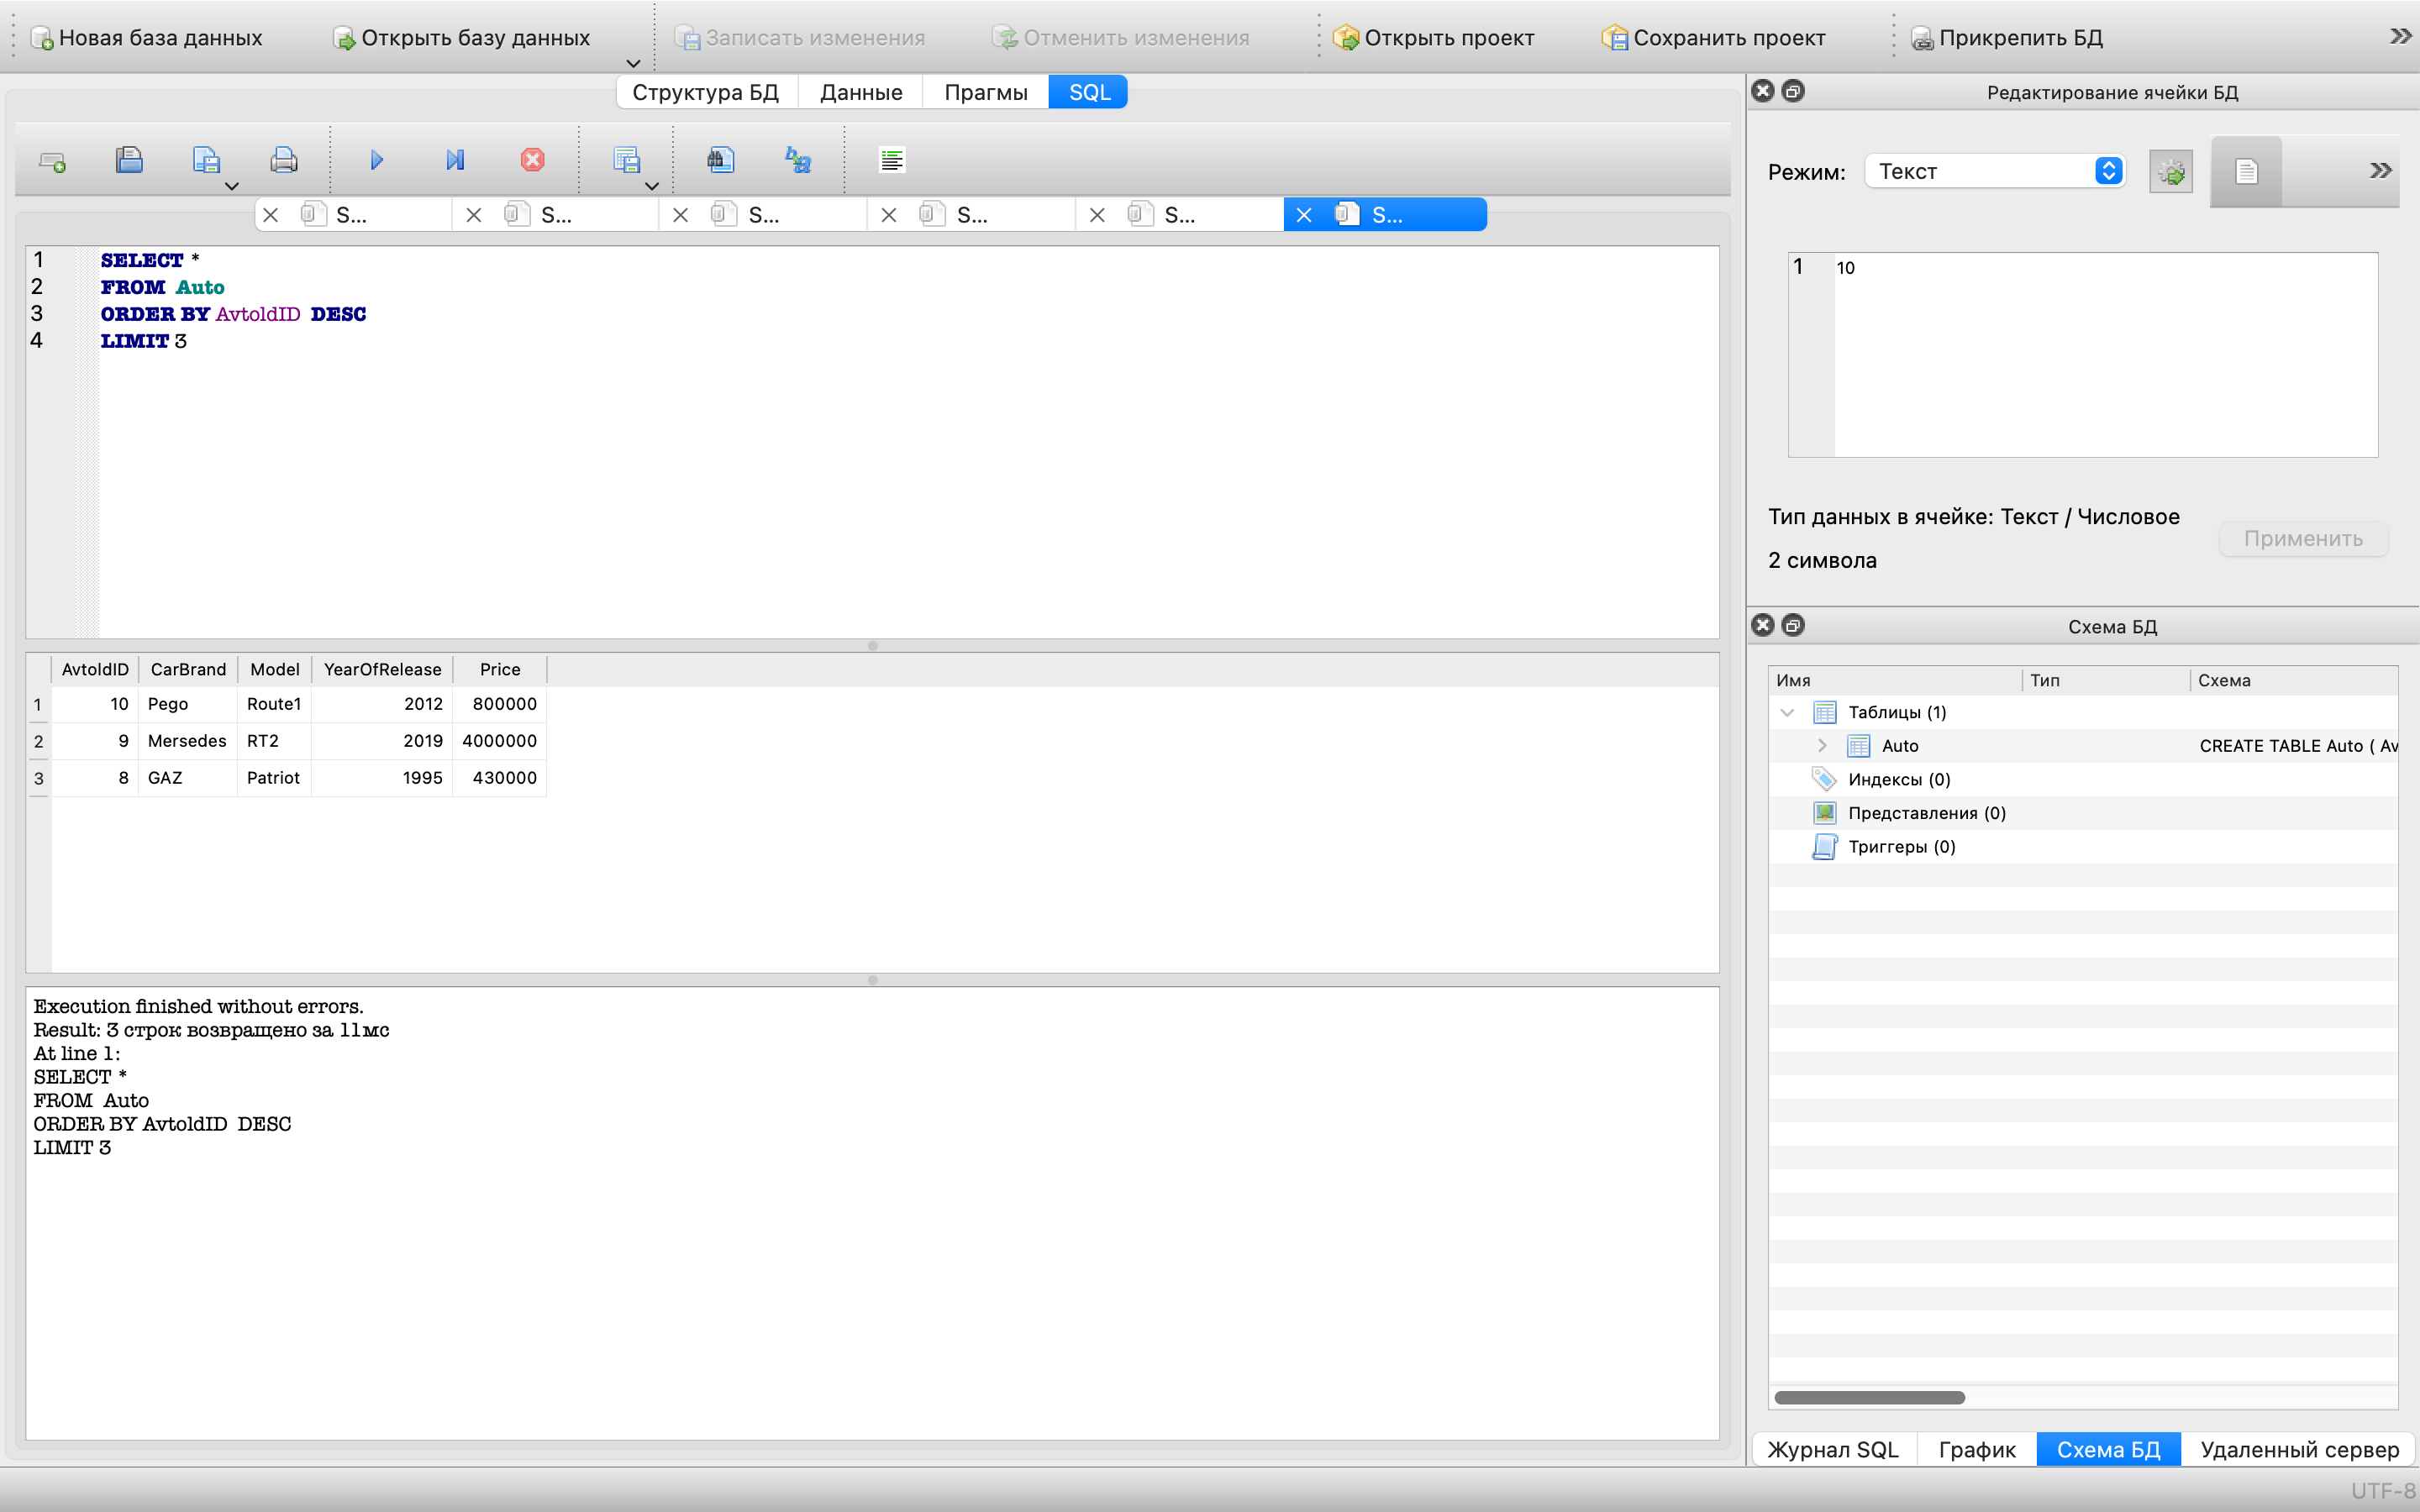 Новая база данных
Открыть базу данных
Записать изменения
Отменить изменения
Открыть проект
Сохранить проект
Прикрепить БД
Структура БД
Данные
Прагмы
SQL
S...
S...
S...
S...
S...
S...
1 SELECT *
2 FROM  Auto
3 ORDER BY AvtoldID  DESC
4 LIMIT 3
AvtoldID CarBrand Model YearOfRelease Price
1 10 Pego Route1 2012 800000
2 9 Mersedes RT2 2019 4000000
3 8 GAZ Patriot 1995 430000
Execution finished without errors.
Result: 3 строк возвращено за 11мс
At line 1:
SELECT *
FROM  Auto
ORDER BY AvtoldID  DESC
LIMIT 3
Редактирование ячейки БД
Режим: Текст
1 10
Тип данных в ячейке: Текст / Числовое
2 символа
Применить
Схема БД
Имя Тип Схема
Таблицы (1)
Auto CREATE TABLE Auto ( Av
Индексы (0)
Представления (0)
Триггеры (0)
Журнал SQL
График
Схема БД
Удаленный сервер
UTF-8